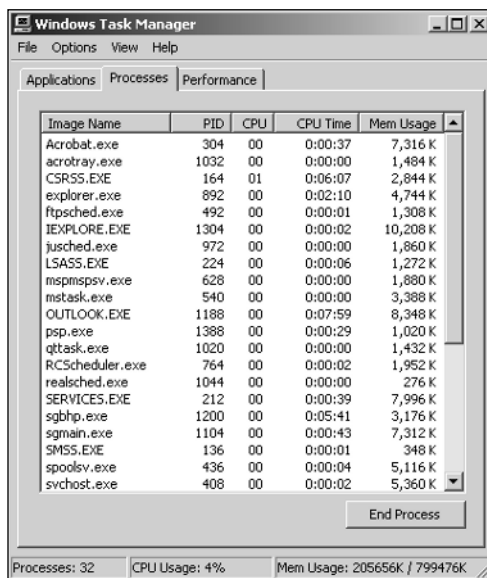 Windows Task Manager
File Options View Help
Applications Processes Performance
Image Name PID CPU CPU Time Mem Usage
Acrobat.exe 304 00 0:00:37 7,316 K
acrotray.exe 1032 00 0:00:00 1,484 K
CSRSS.EXE 164 01 0:06:07 2,844 K
explorer.exe 892 00 0:02:10 4,744 K
ftpsched.exe 492 00 0:00:01 1,308 K
IEXPLORE.EXE 1304 00 0:00:02 10,208 K
jusched.exe 972 00 0:00:00 1,860 K
LSASS.EXE 224 00 0:00:06 1,272 K
mspmspsv.exe 628 00 0:00:00 1,880 K
mstask.exe 540 00 0:00:00 3,388 K
OUTLOOK.EXE 1188 00 0:07:59 8,348 K
psp.exe 1388 00 0:00:29 1,020 K
qttask.exe 1020 00 0:00:00 1,432 K
RCScheduler.exe 764 00 0:00:02 1,952 K
realsched.exe 1044 00 0:00:00 276 K
SERVICES.EXE 212 00 0:00:39 7,996 K
sgbhp.exe 1200 00 0:05:41 3,176 K
sgmain.exe 1104 00 0:00:43 7,312 K
SMSS.EXE 136 00 0:00:01 348 K
spoolsv.exe 436 00 0:00:04 5,116 K
svchost.exe 408 00 0:00:02 5,360 K
End Process
Processes: 32 CPU Usage: 4% Mem Usage: 205656K / 799476K